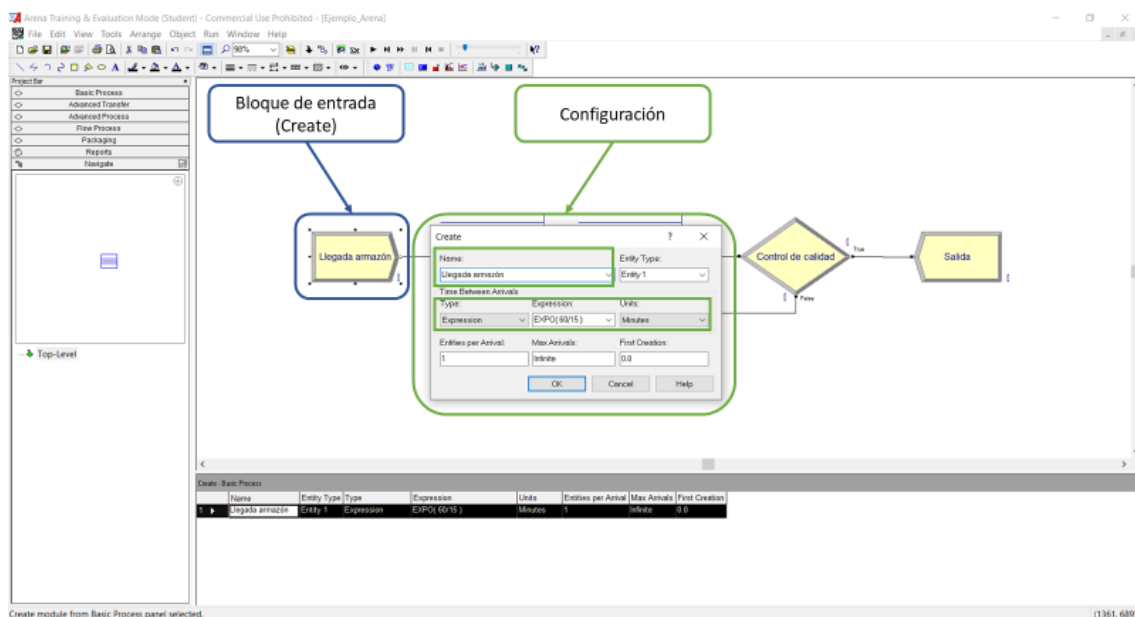 Arena Training & Evaluation Mode (Student) - Commercial Use Prohibited - [Ejemplo_Arena]
File Edit View Tools Arrange Object Run Window Help
98%
Project Bar
Basic Process
Advanced Transfer
Advanced Process
Flow Process
Packaging
Reports
Navigate
Top-Level
Bloque de entrada
(Create)
Configuración
Llegada armazón
Create
? X
Name:
Entity Type:
Llegada armazón
Entity 1
Time Between Arrivals
Type:
Expression:
Units:
Expression
EXPO( 60/15 )
Minutes
Entities per Arrival:
Max Arrivals:
First Creation:
1
Infinite
0.0
OK
Cancel
Help
Control de calidad
True
False
Salida
Create - Basic Process
Name Entity Type Type Expression Units Entities per Arrival Max Arrivals First Creation
1 Llegada armazón Entity 1 Expression EXPO( 60/15 ) Minutes 1 Infinite 0.0
Create module from Basic Process panel selected.
(1361, 689